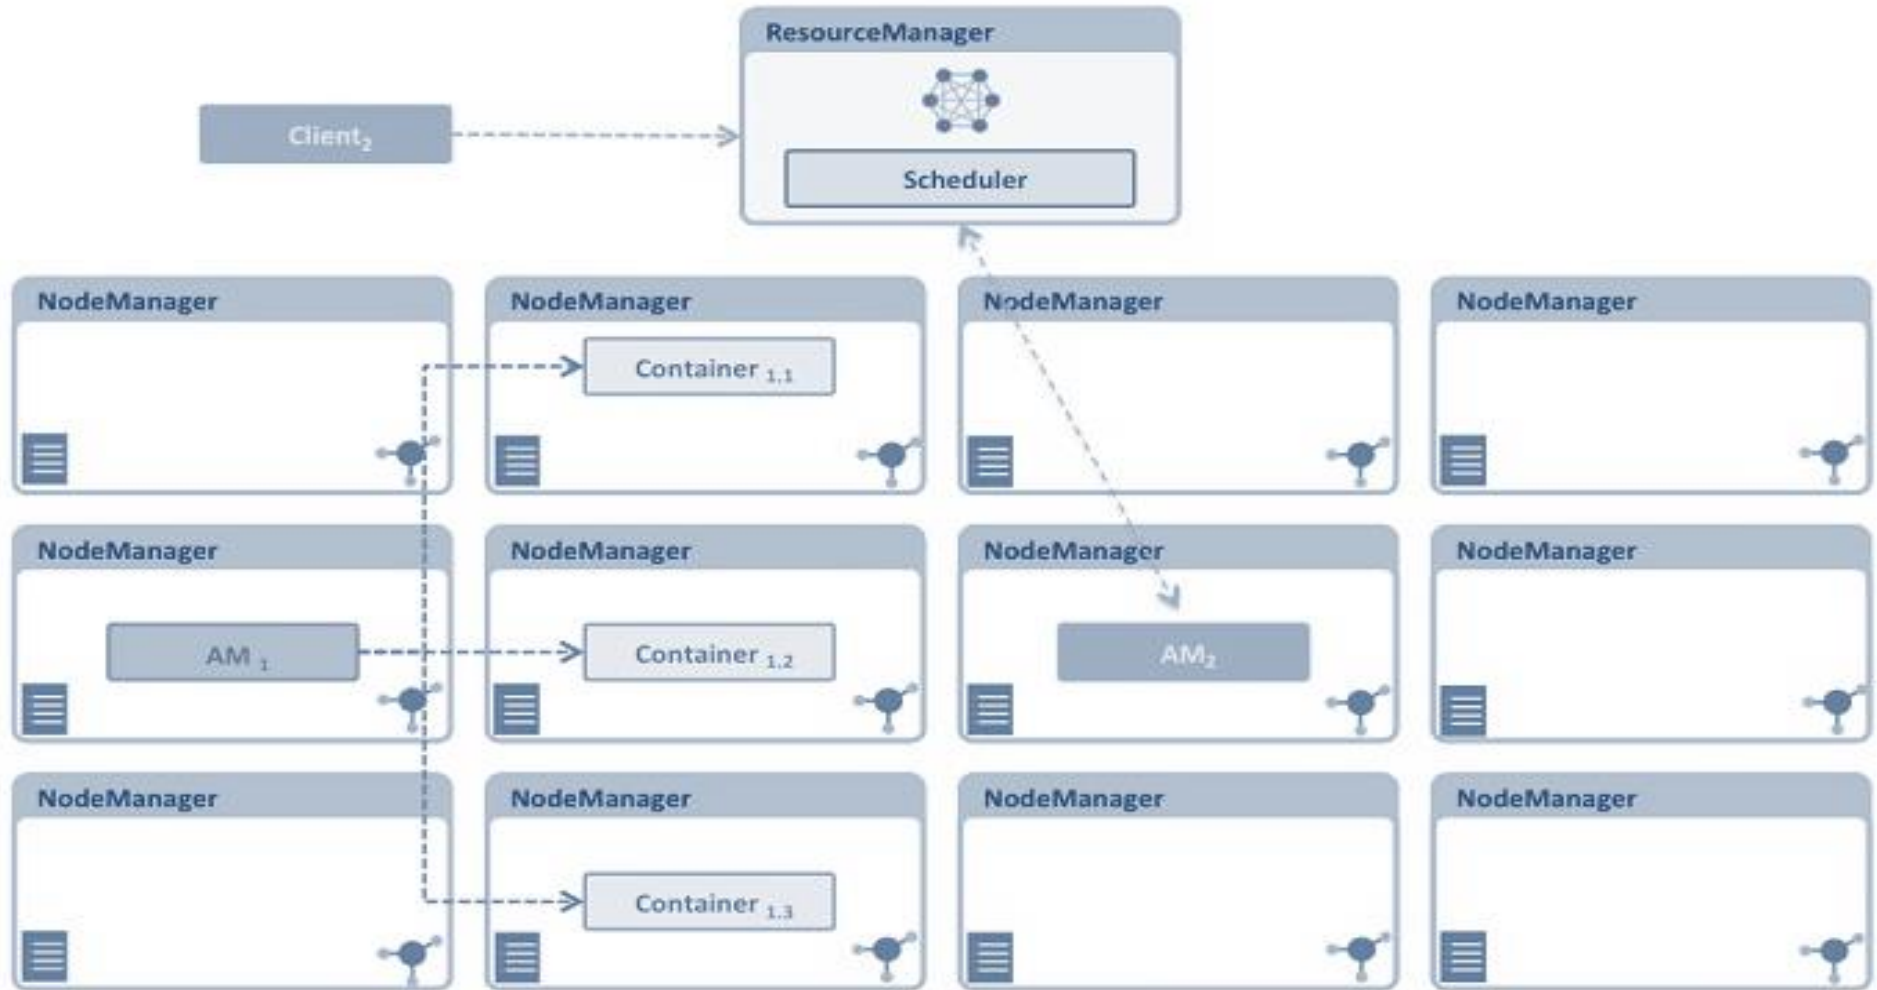 ResourceManager
Client₂
Scheduler
NodeManager NodeManager NodeManager NodeManager
Container 1.1
NodeManager NodeManager NodeManager NodeManager
AM 1 Container 1.2 AM₂
NodeManager NodeManager NodeManager NodeManager
Container 1.3